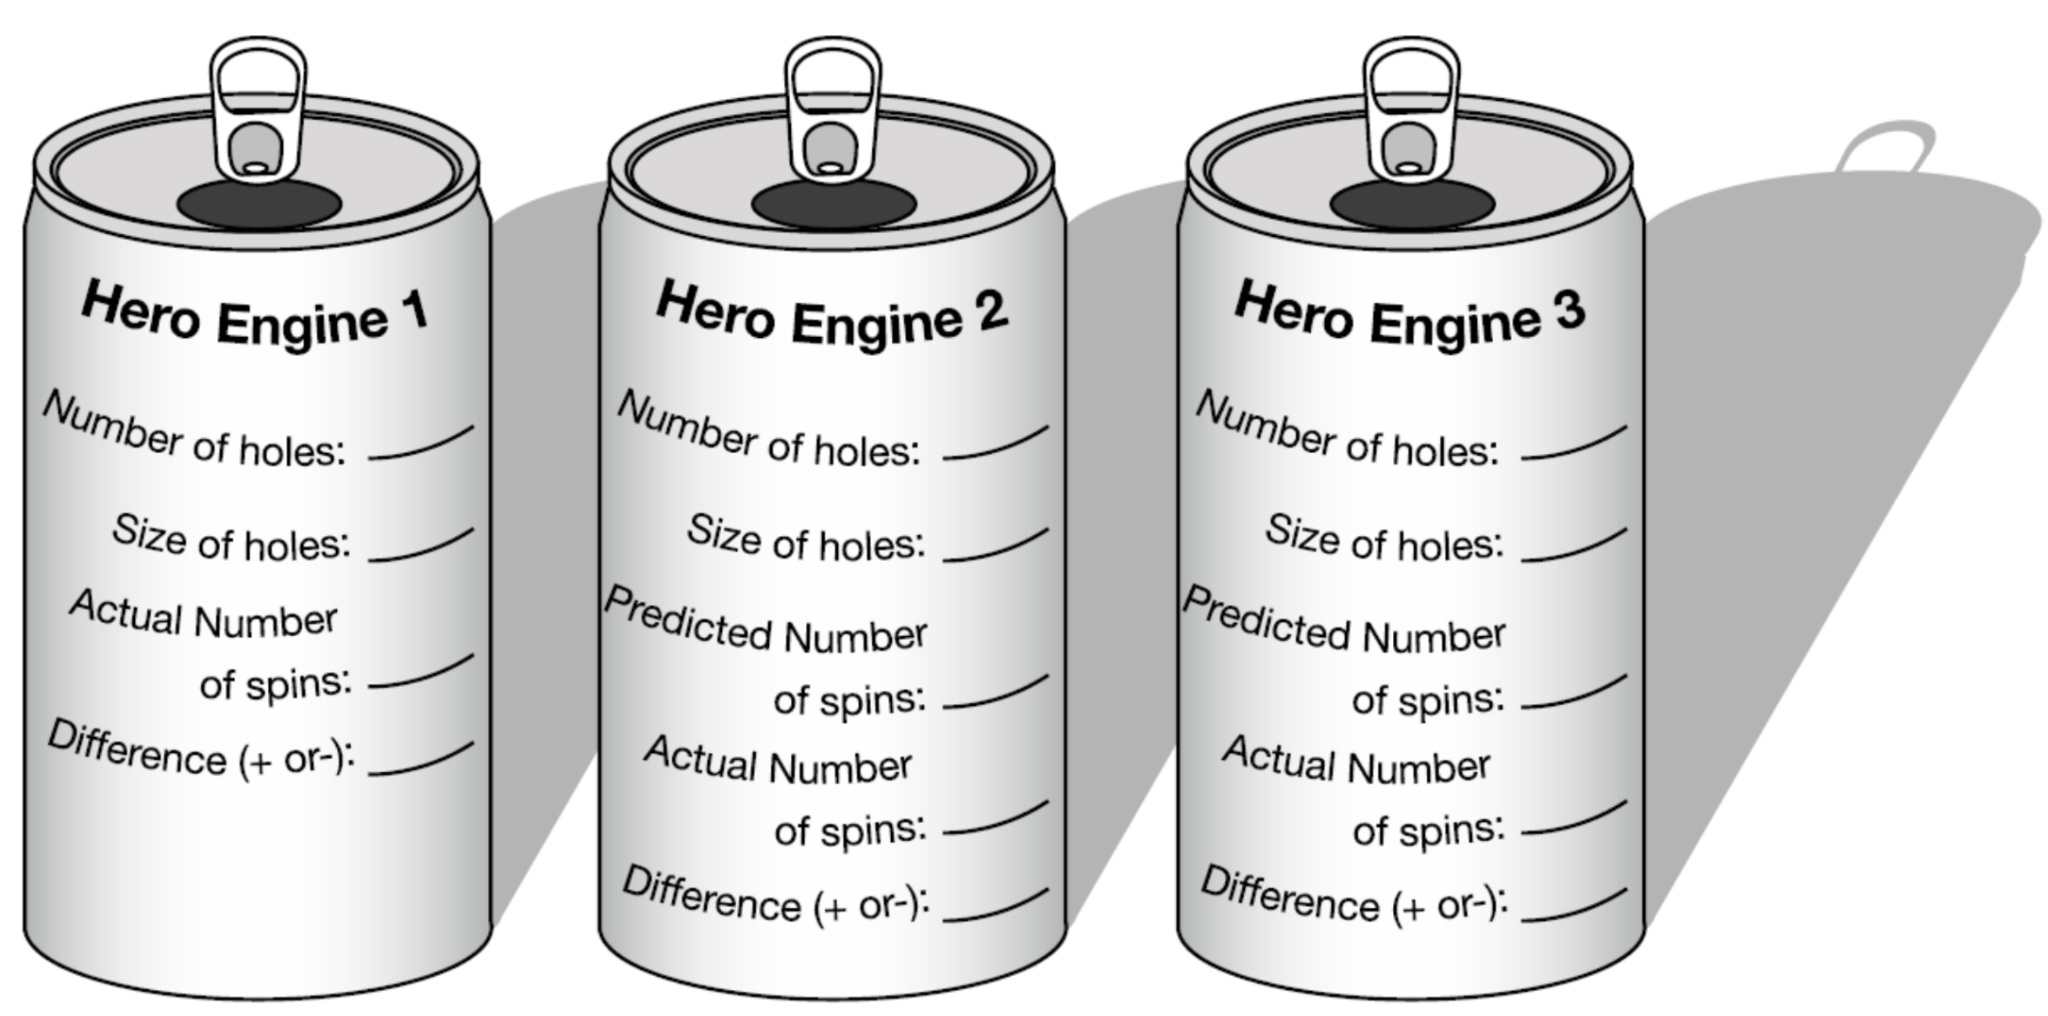 Hero Engine 1
Number of holes:
Size of holes:
Actual Number
of spins:
Difference (+ or-):
Hero Engine 2
Number of holes:
Size of holes:
Predicted Number
of spins:
Actual Number
of spins:
Difference (+ or-):
Hero Engine 3
Number of holes:
Size of holes:
Predicted Number
of spins:
Actual Number
of spins:
Difference (+ or-):